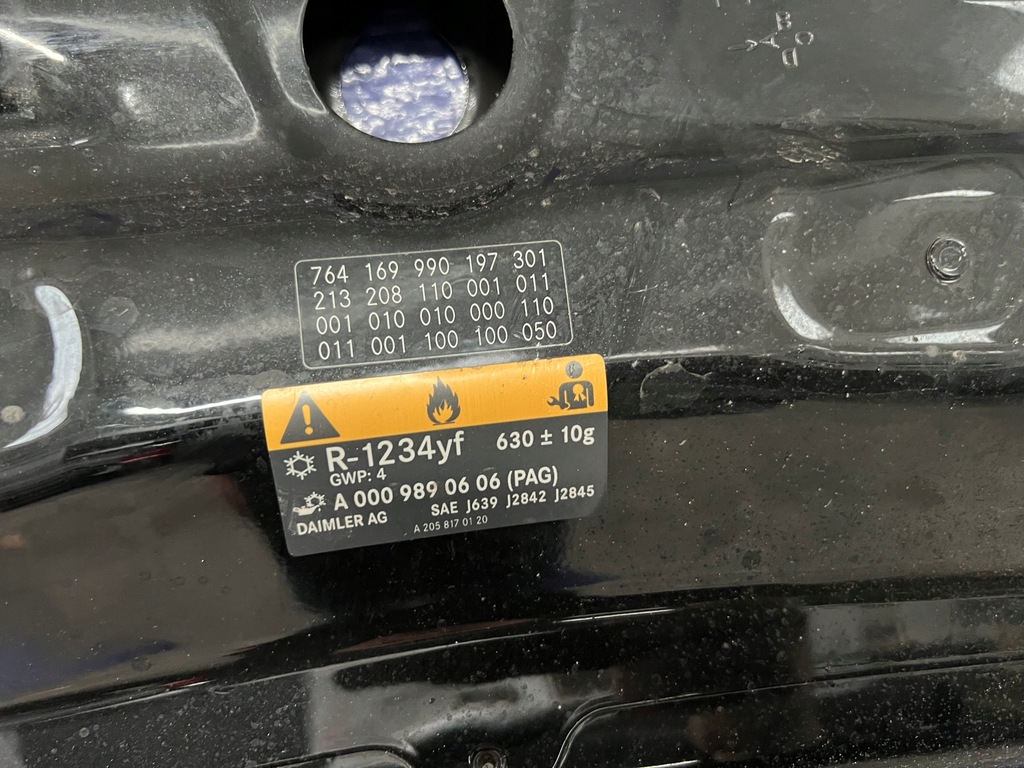 B
C
A
D
764 169 990 197 301
213 208 110 001 011
001 010 010 000 110
011 001 100 100 050
R-1234yf 630 ± 10g
GWP: 4
A 000 989 06 06 (PAG)
SAE J639 J2842 J2845
DAIMLER AG
A 205 817 01 20